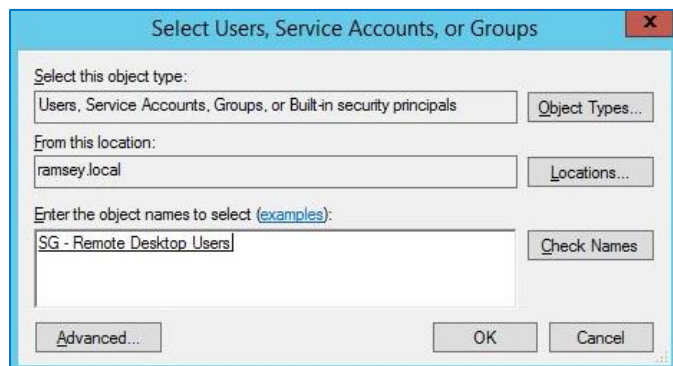 Select Users, Service Accounts, or Groups
x
Select this object type:
Users, Service Accounts, Groups, or Built-in security principals
Object Types...
From this location:
ramsey.local
Locations...
Enter the object names to select (examples):
SG - Remote Desktop Users
Check Names
Advanced...
OK
Cancel